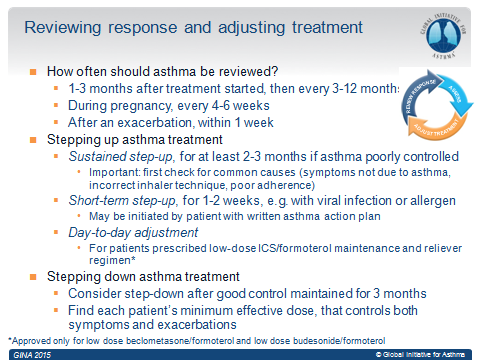 Reviewing response and adjusting treatment
GLOBAL INITIATIVE FOR
ASTHMA
How often should asthma be reviewed?
1-3 months after treatment started, then every 3-12 months
During pregnancy, every 4-6 weeks
After an exacerbation, within 1 week
REVIEW RESPONSE
ASSESS
ADJUST TREATMENT
Stepping up asthma treatment
Sustained step-up, for at least 2-3 months if asthma poorly controlled
Important: first check for common causes (symptoms not due to asthma,
incorrect inhaler technique, poor adherence)
Short-term step-up, for 1-2 weeks, e.g. with viral infection or allergen
May be initiated by patient with written asthma action plan
Day-to-day adjustment
For patients prescribed low-dose ICS/formoterol maintenance and reliever
regimen*
Stepping down asthma treatment
Consider step-down after good control maintained for 3 months
Find each patient's minimum effective dose, that controls both
symptoms and exacerbations
*Approved only for low dose beclometasone/formoterol and low dose budesonide/formoterol
GINA 2015
© Global Initiative for Asthma